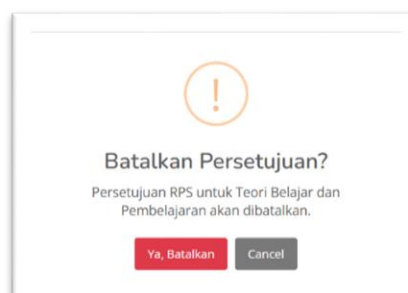 !
Batalkan Persetujuan?
Persetujuan RPS untuk Teori Belajar dan
Pembelajaran akan dibatalkan.
Ya, Batalkan Cancel